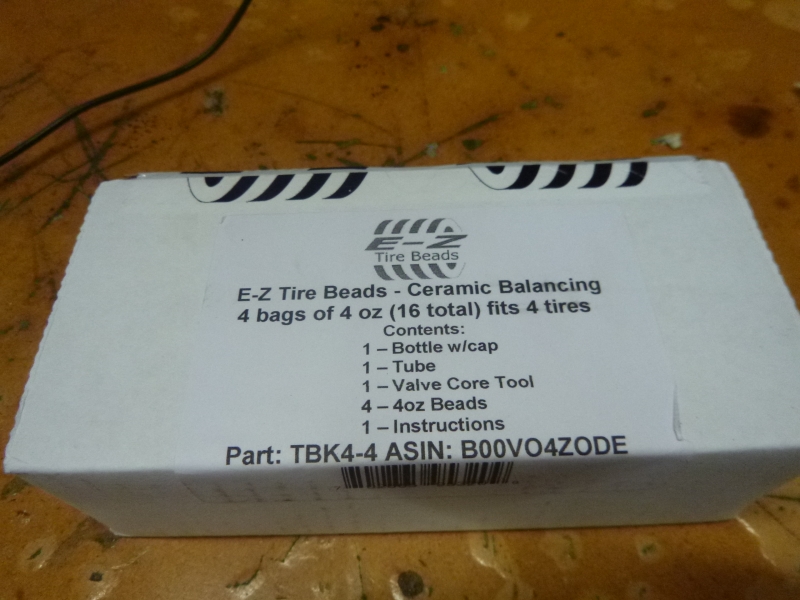 E-Z
Tire Beads
E-Z Tire Beads - Ceramic Balancing
4 bags of 4 oz (16 total) fits 4 tires
Contents:
1 – Bottle w/cap
1 – Tube
1 – Valve Core Tool
4 – 4oz Beads
1 – Instructions
Part: TBK4-4 ASIN: B00VO4ZODE